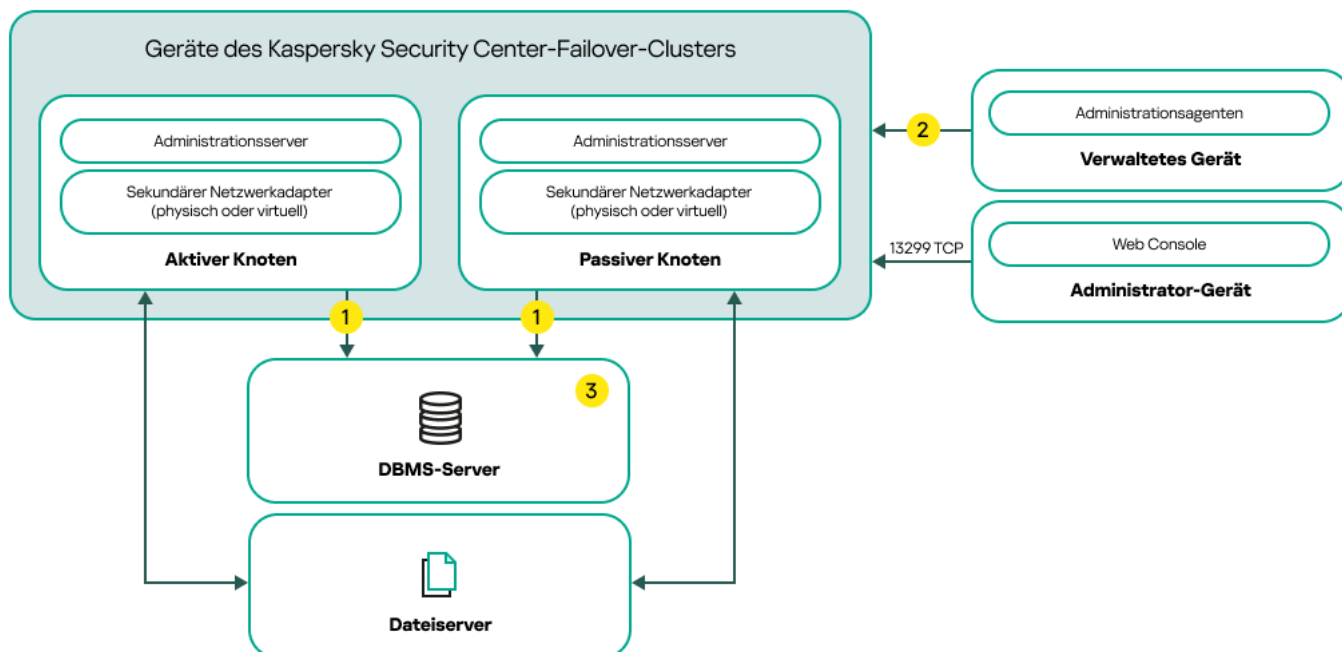 Geräte des Kaspersky Security Center-Failover-Clusters
Administrationsserver
Sekundärer Netzwerkadapter
(physisch oder virtuell)
Aktiver Knoten
Administrationsserver
Sekundärer Netzwerkadapter
(physisch oder virtuell)
Passiver Knoten
2
Administrationsagenten
Verwaltetes Gerät
13299 TCP
Web Console
Administrator-Gerät
1
1
3
DBMS-Server
Dateiserver